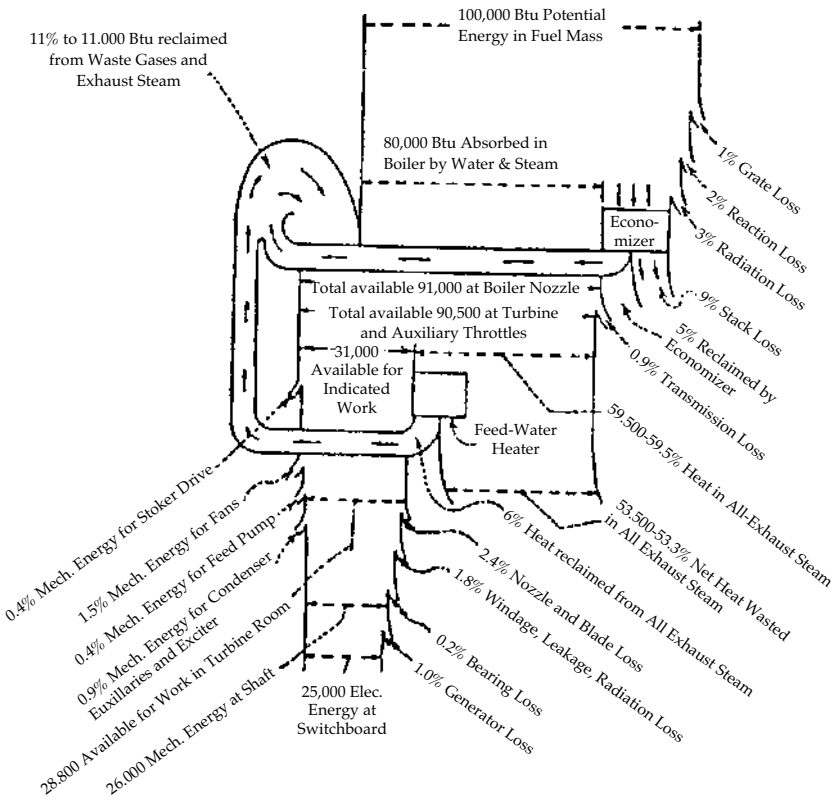 100,000 Btu Potential
Energy in Fuel Mass
11% to 11.000 Btu reclaimed
from Waste Gases and
Exhaust Steam
80,000 Btu Absorbed in
Boiler by Water & Steam
1% Grate Loss
2% Reaction Loss
3% Radiation Loss
Econo-
mizer
9% Stack Loss
5% Reclaimed by
Economizer
0.9% Transmission Loss
Total available 91,000 at Boiler Nozzle
Total available 90,500 at Turbine
and Auxiliary Throttles
31,000
Available for
Indicated
Work
Feed-Water
Heater
59.500-59.5% Heat in All-Exhaust Steam
53.500-53.3% Net Heat Wasted
in All Exhaust Steam
6% Heat reclaimed from All Exhaust Steam
2.4% Nozzle and Blade Loss
1.8% Windage, Leakage, Radiation Loss
0.2% Bearing Loss
1.0% Generator Loss
0.4% Mech. Energy for Stoker Drive
1.5% Mech. Energy for Fans
0.4% Mech. Energy for Feed Pump
0.9% Mech. Energy for Condenser
Euxillaries and Exciter
28.800 Available for Work in Turbine Room
26.000 Mech. Energy at Shaft
25,000 Elec.
Energy at
Switchboard